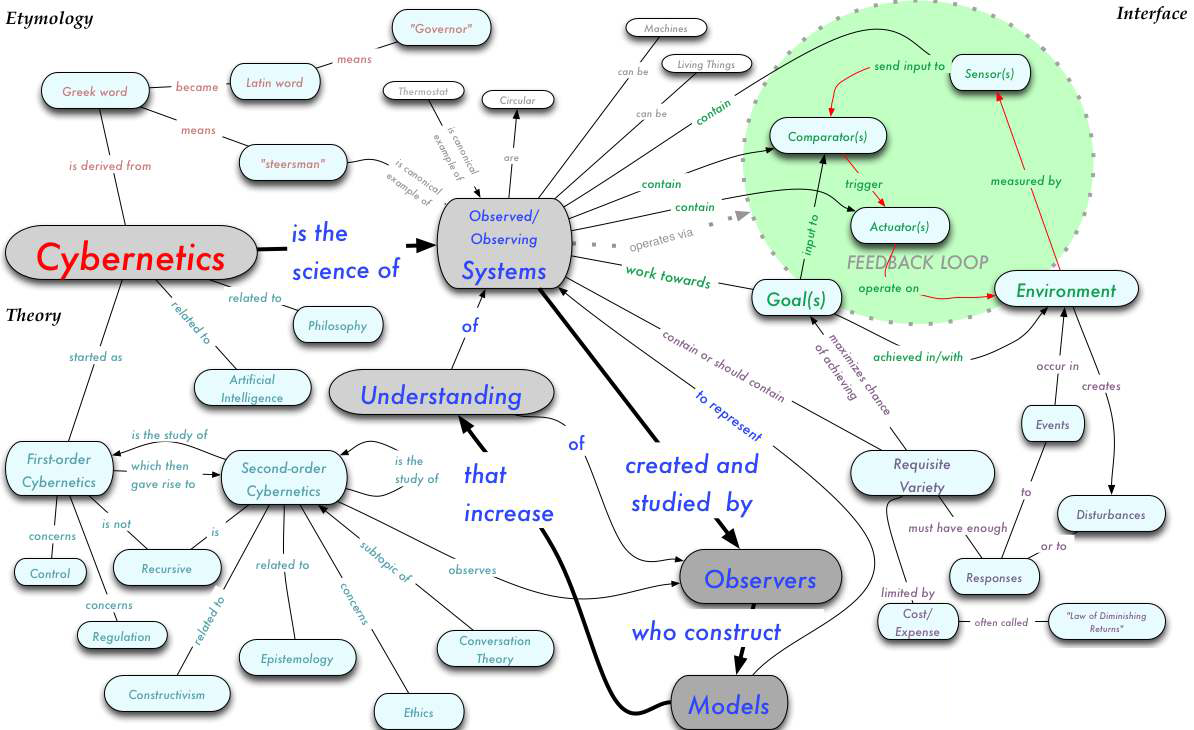 Etymology
Interface
"Governor"
means
Greek word
became
Latin word
means
"steersman"
is derived from
Thermostat
Circular
is canonical
example of
is canonical
example of
are
Machines
can be
Living Things
can be
contain
contain
contain
send input to
Sensor(s)
Comparator(s)
trigger
measured by
Actuator(s)
input to
FEEDBACK LOOP
operate on
operates via
work towards
Goal(s)
Environment
achieved in/with
Cybernetics
is the
science of
Observed/
Observing
Systems
Theory
related to
Philosophy
related to
Artificial
Intelligence
started as
of
Understanding
contain or should contain
maximizes chance
of achieving
to represent
occur in
creates
Events
to
Disturbances
or to
Responses
must have enough
Requisite
Variety
limited by
Cost/
Expense
often called
"Law of Diminishing
Returns"
First-order
Cybernetics
is the study of
which then
gave rise to
Second-order
Cybernetics
is the
study of
that
increase
of
created and
studied by
Observers
who construct
Models
concerns
Control
is not
is
Recursive
concerns
Regulation
related to
Constructivism
related to
Epistemology
concerns
Ethics
subtopic of
Conversation
Theory
observes